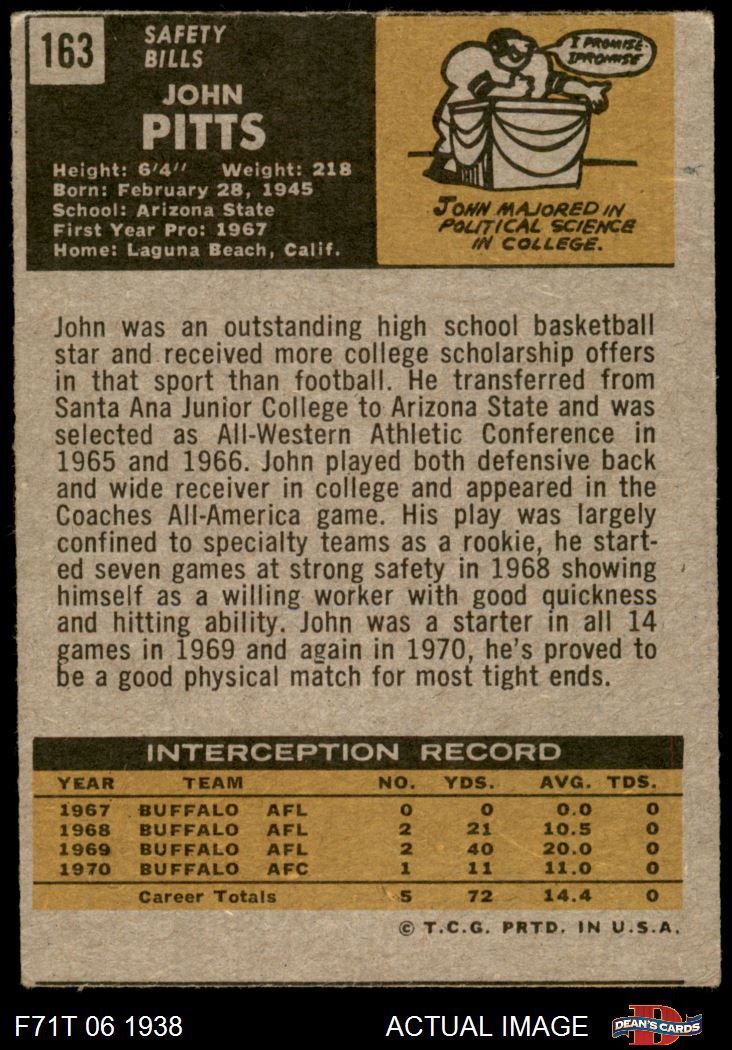 163
SAFETY
BILLS
JOHN
PITTS
Height: 6'4" Weight: 218
Born: February 28, 1945
School: Arizona State
First Year Pro: 1967
Home: Laguna Beach, Calif.
I PROMISE-
IPROMISE
JOHN MAJORED IN
POLITICAL SCIENCE
IN COLLEGE.
John was an outstanding high school basketball
star and received more college scholarship offers
in that sport than football. He transferred from
Santa Ana Junior College to Arizona State and was
selected as All-Western Athletic Conference in
1965 and 1966. John played both defensive back
and wide receiver in college and appeared in the
Coaches All-America game. His play was largely
confined to specialty teams as a rookie, he start-
ed seven games at strong safety in 1968 showing
himself as a willing worker with good quickness
and hitting ability. John was a starter in all 14
games in 1969 and again in 1970, he's proved to
be a good physical match for most tight ends.
INTERCEPTION RECORD
YEAR TEAM NO. YDS. AVG. TDS.
1967 BUFFALO AFL 0 0 0.0 0
1968 BUFFALO AFL 2 21 10.5 0
1969 BUFFALO AFL 2 40 20.0 0
1970 BUFFALO AFC 1 11 11.0 0
Career Totals 5 72 14.4 0
© T.C.G. PRTD. IN U.S.A.
F71T 06 1938 ACTUAL IMAGE D DEAN'S CARDS